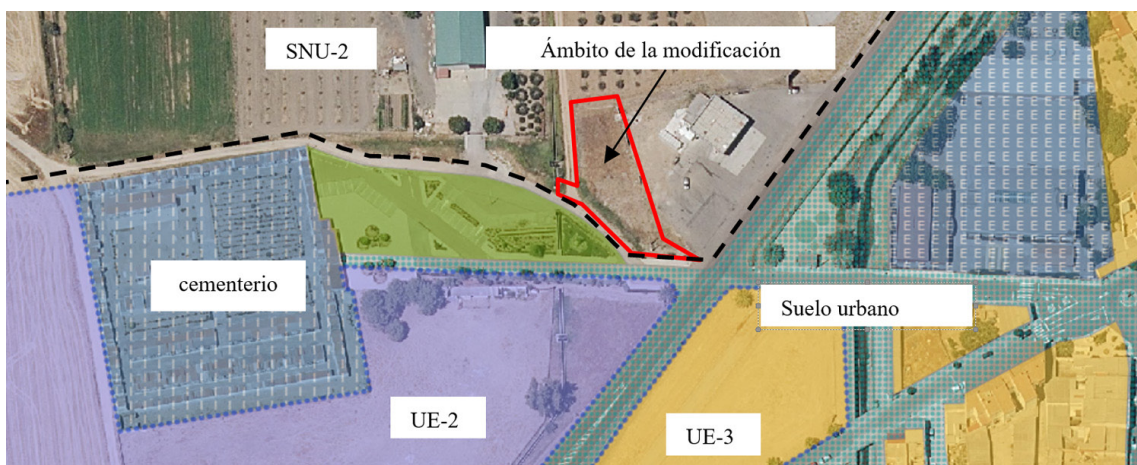 SNU-2
Ámbito de la modificación
cementerio
Suelo urbano
UE-2
UE-3